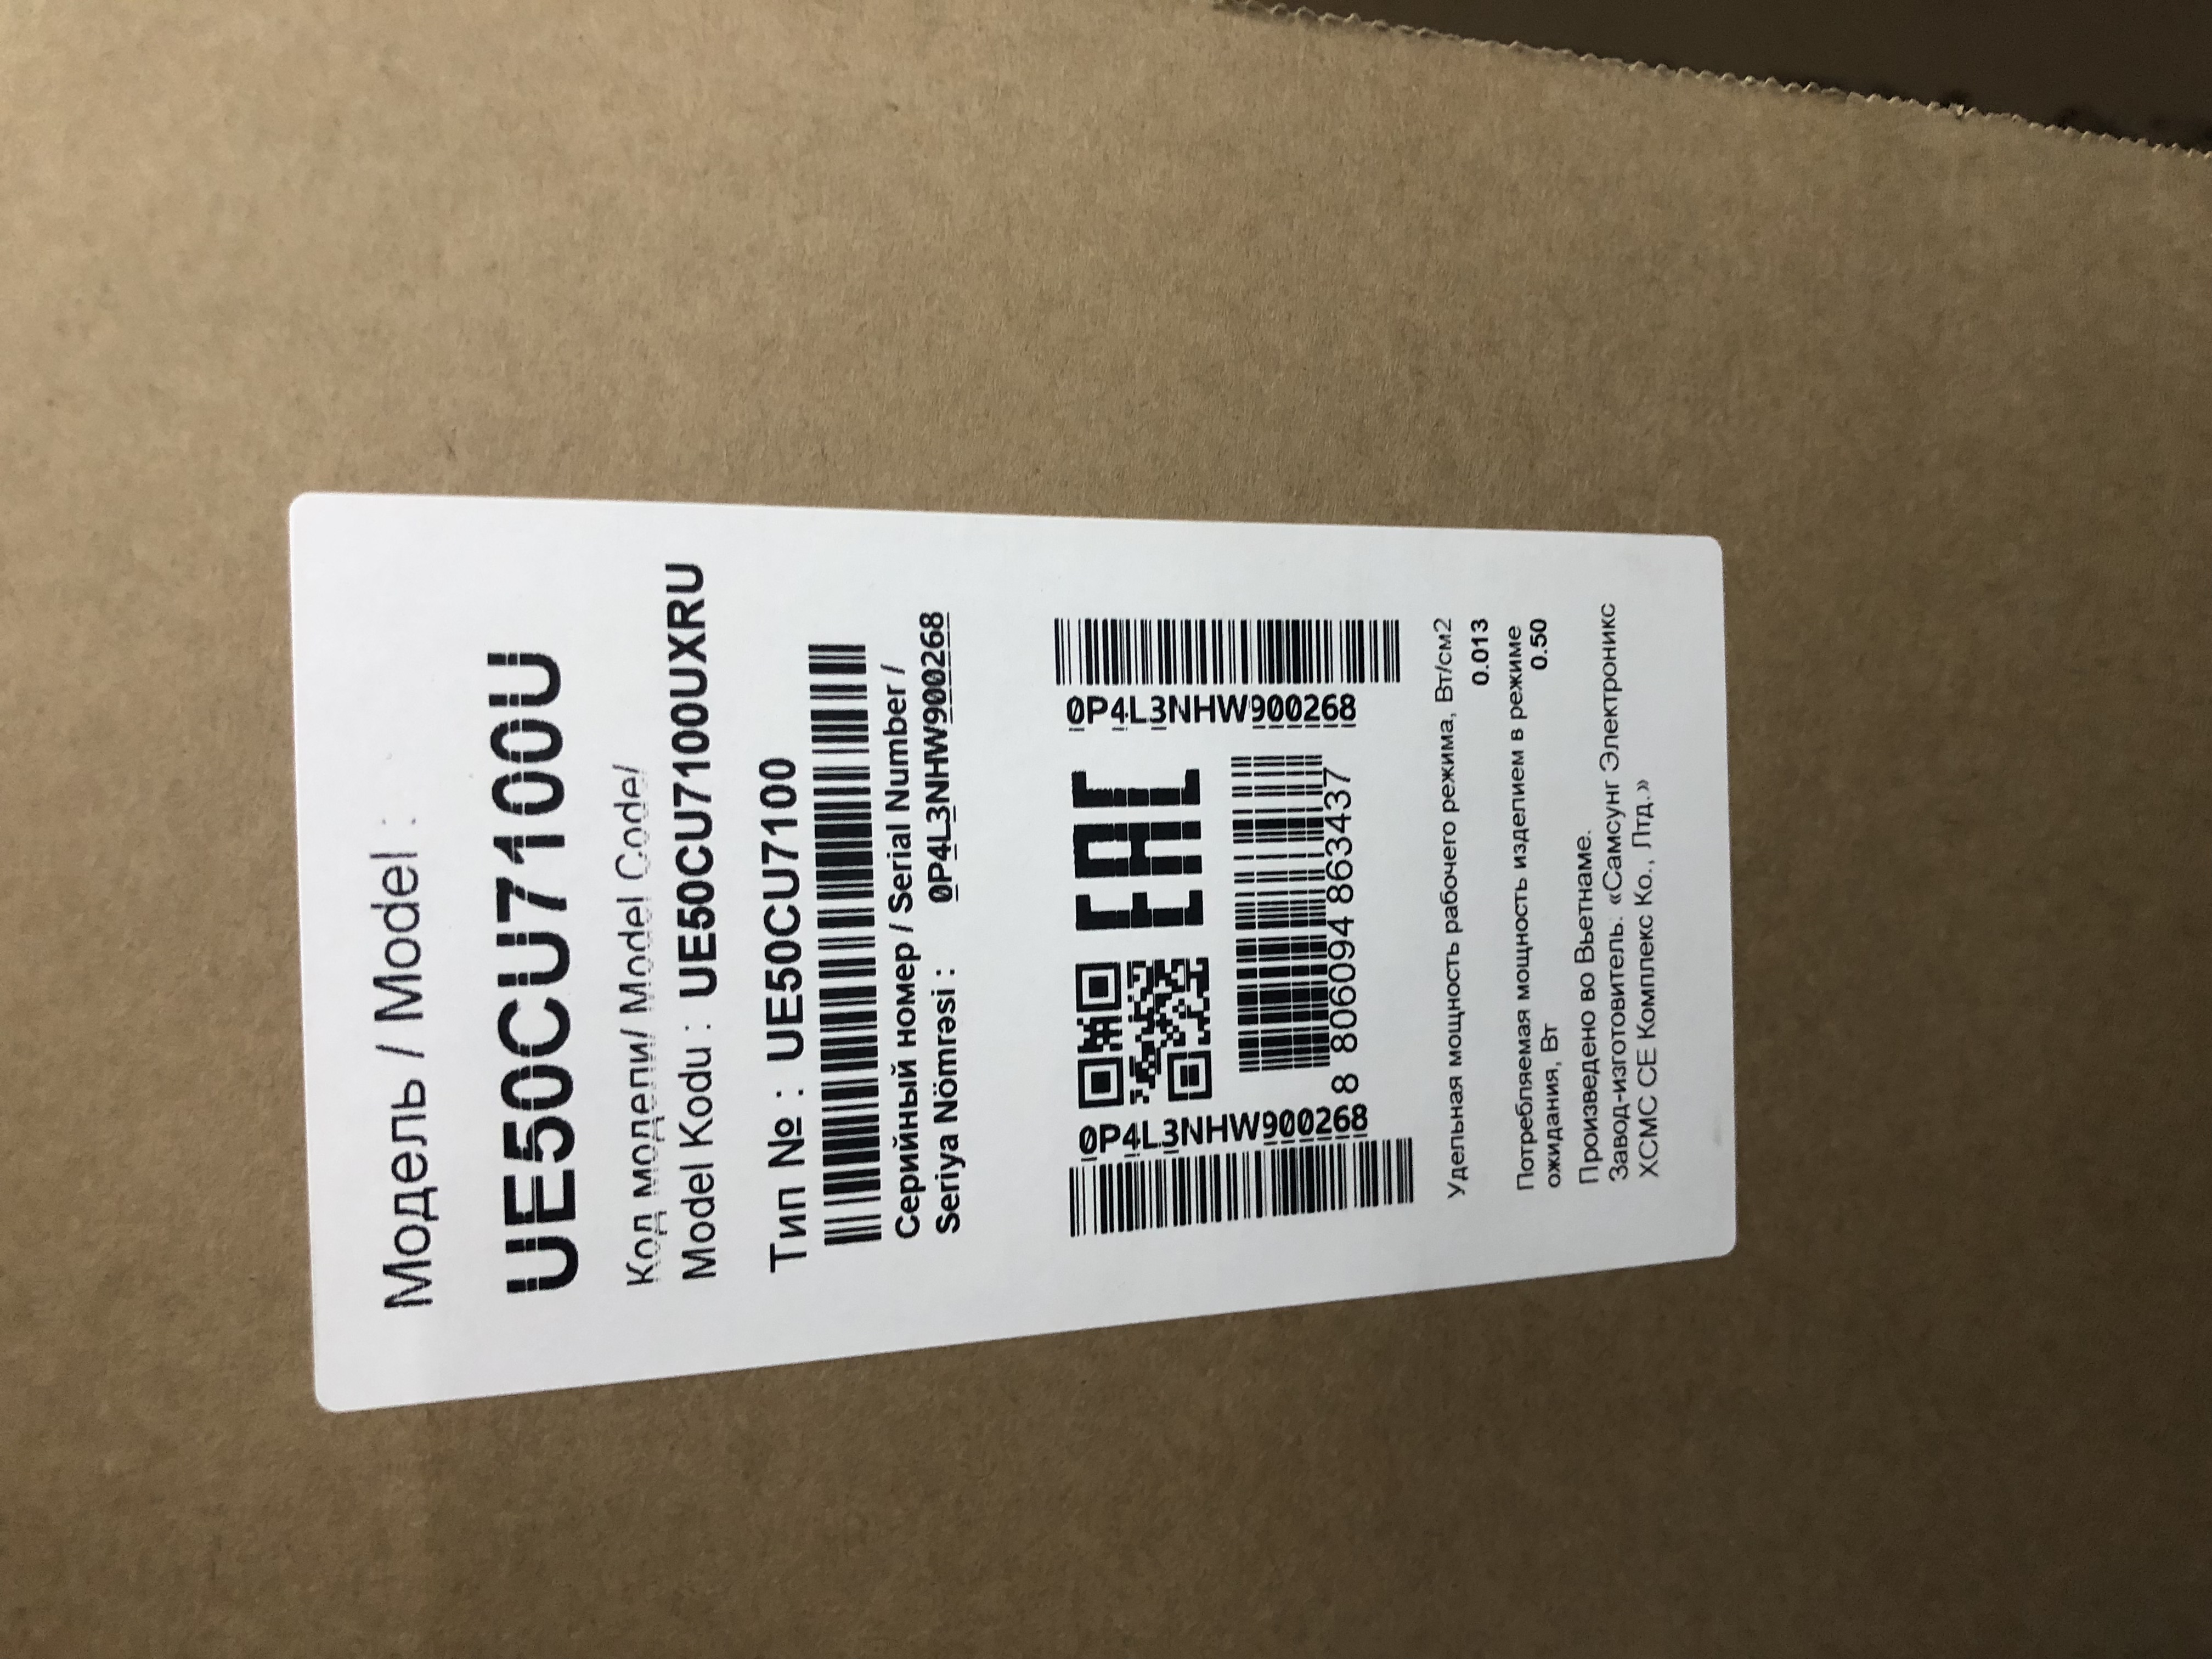 Модель / Model :
UE50CU7100U
Код модели/ Model Code/
Model Kodu : UE50CU7100UXRU
Тип № : UE50CU7100
Серийный номер / Serial Number /
Seriya Nömrəsi : 0P4L3NHW900268
0P4L3NHW900268
EAC
0P4L3NHW900268
8 806094 863437
Удельная мощность рабочего режима, Вт/см2
0.013
Потребляемая мощность изделием в режиме
ожидания, Вт 0.50
Произведено во Вьетнаме.
Завод-изготовитель: «Самсунг Электроникс
ХСМС СЕ Комплекс Ко., Лтд.»